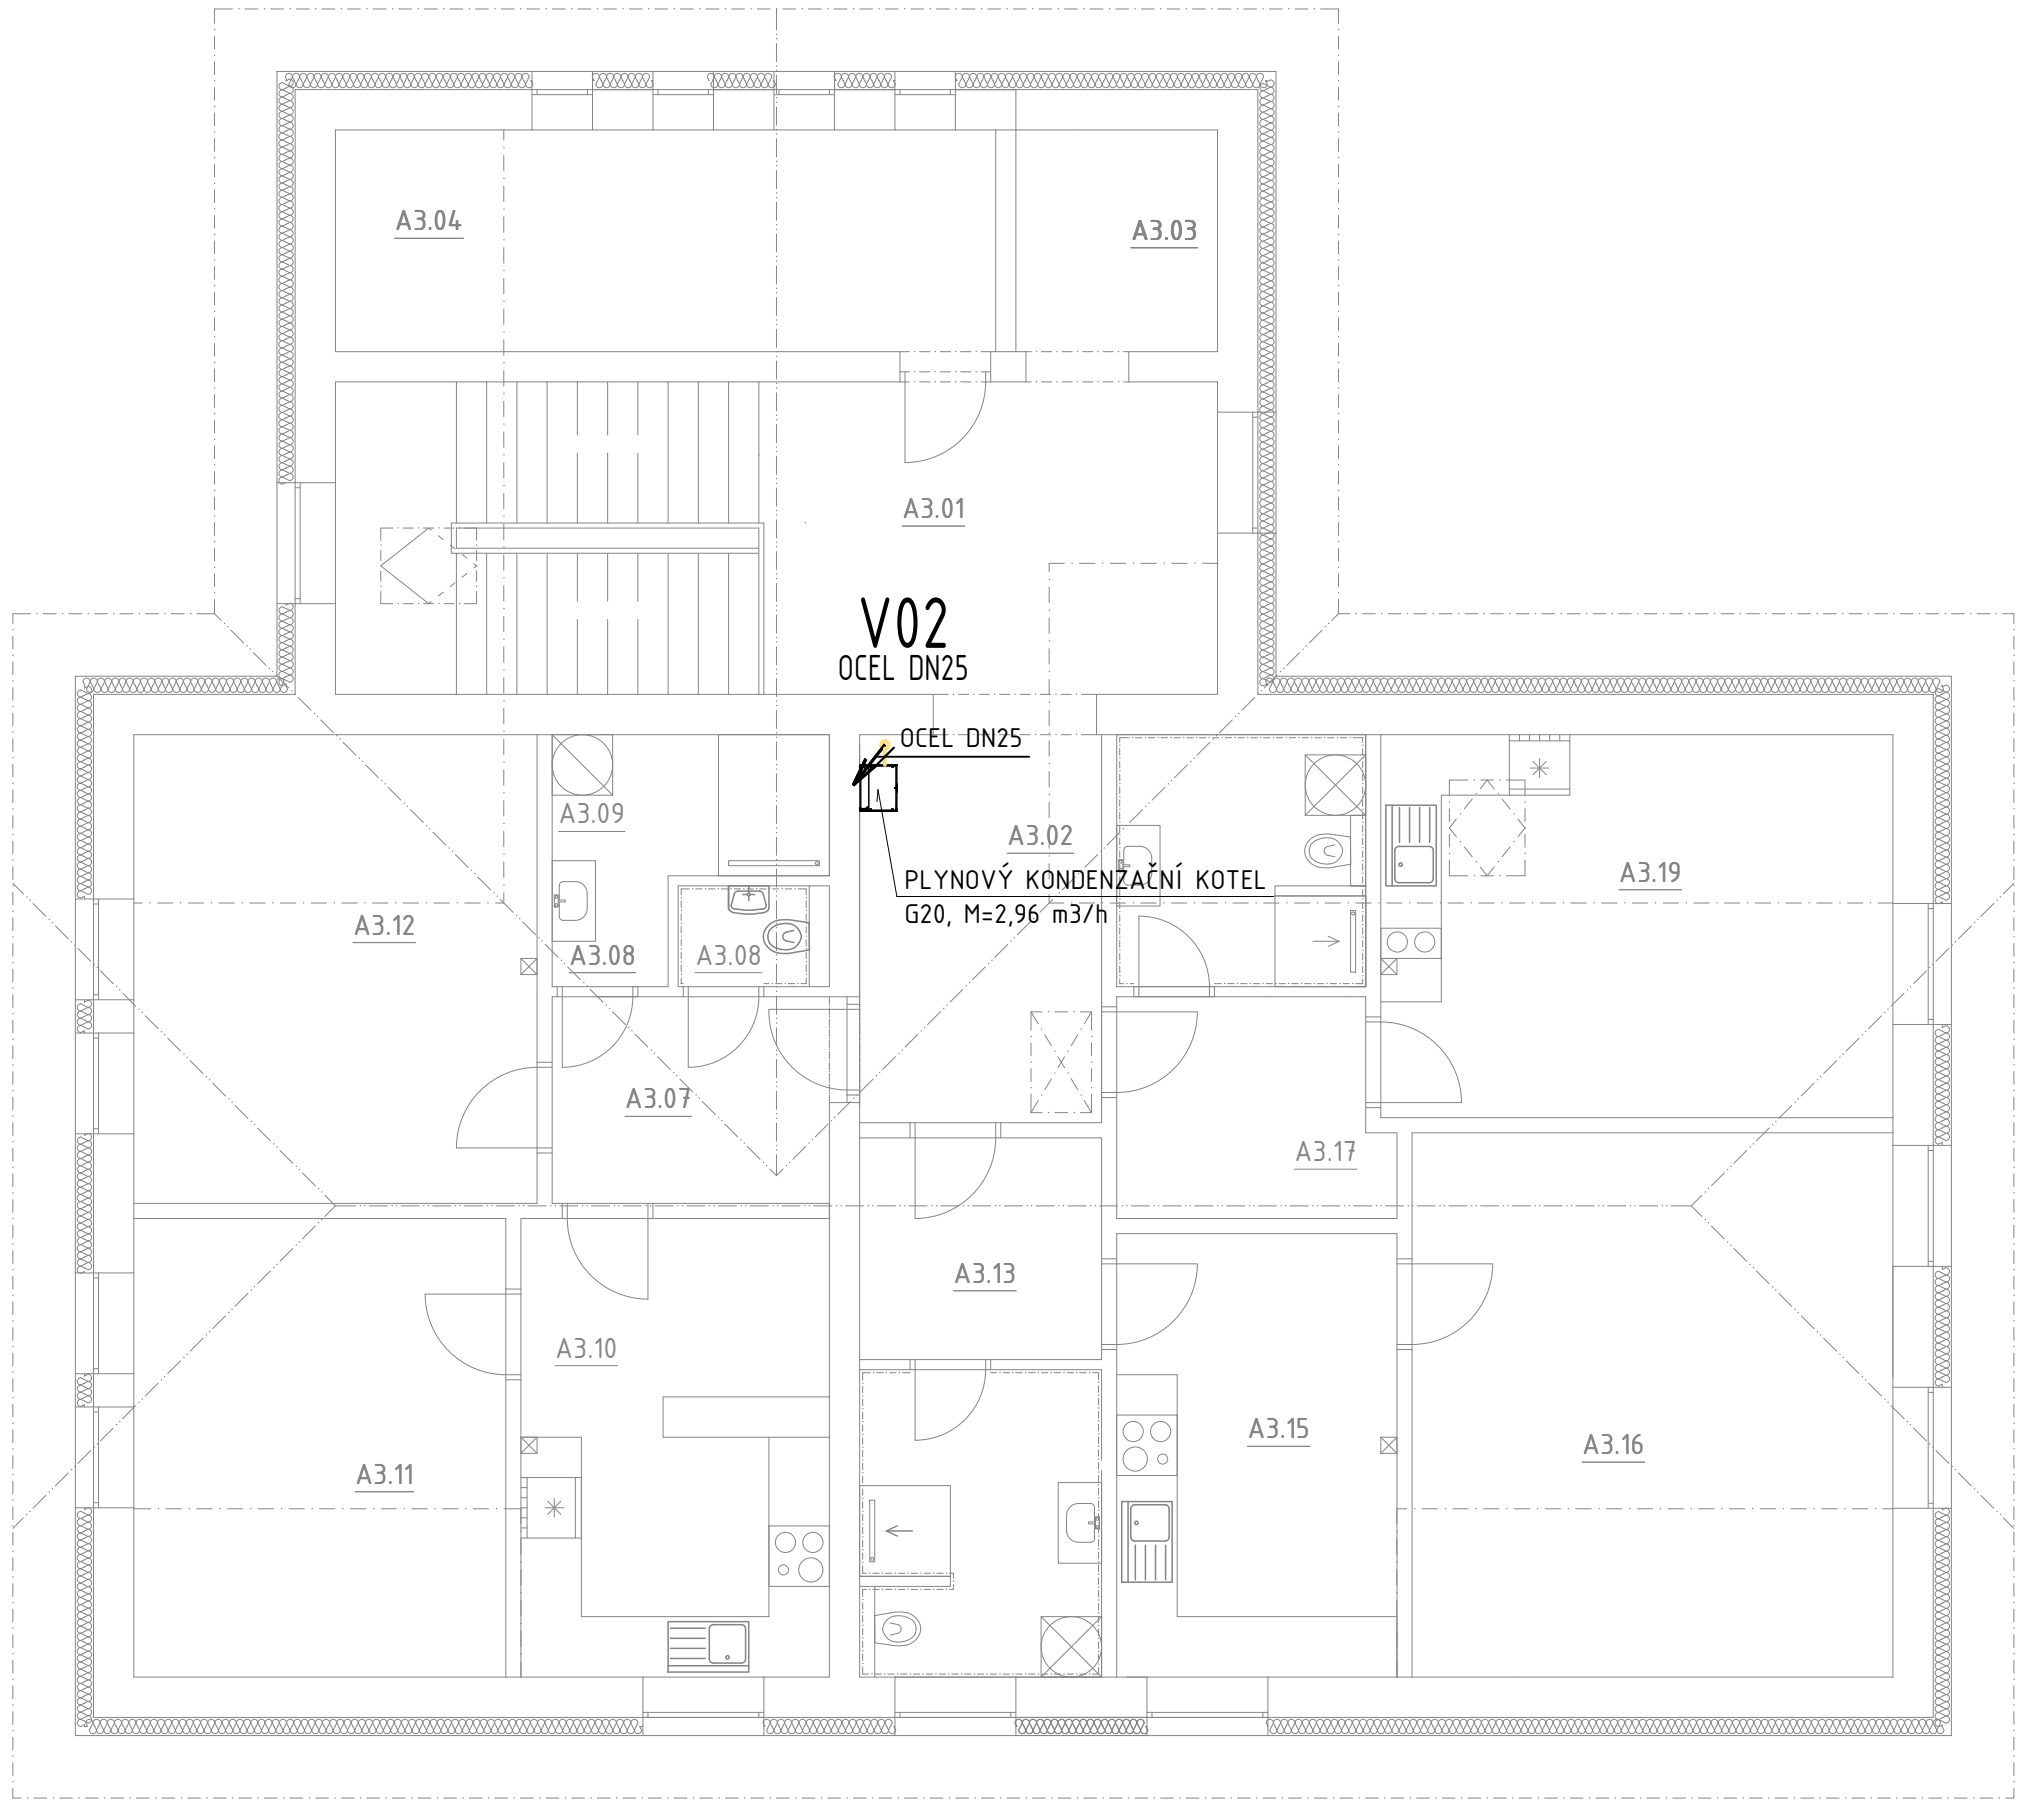 A3.04
A3.03
A3.01
V02
OCEL DN25
OCEL DN25
A3.09
A3.02
PLYNOVÝ KONDENZAČNÍ KOTEL
G20, M=2,96 m3/h
A3.19
A3.12
A3.08
A3.08
A3.07
A3.17
A3.13
A3.10
A3.15
A3.16
A3.11